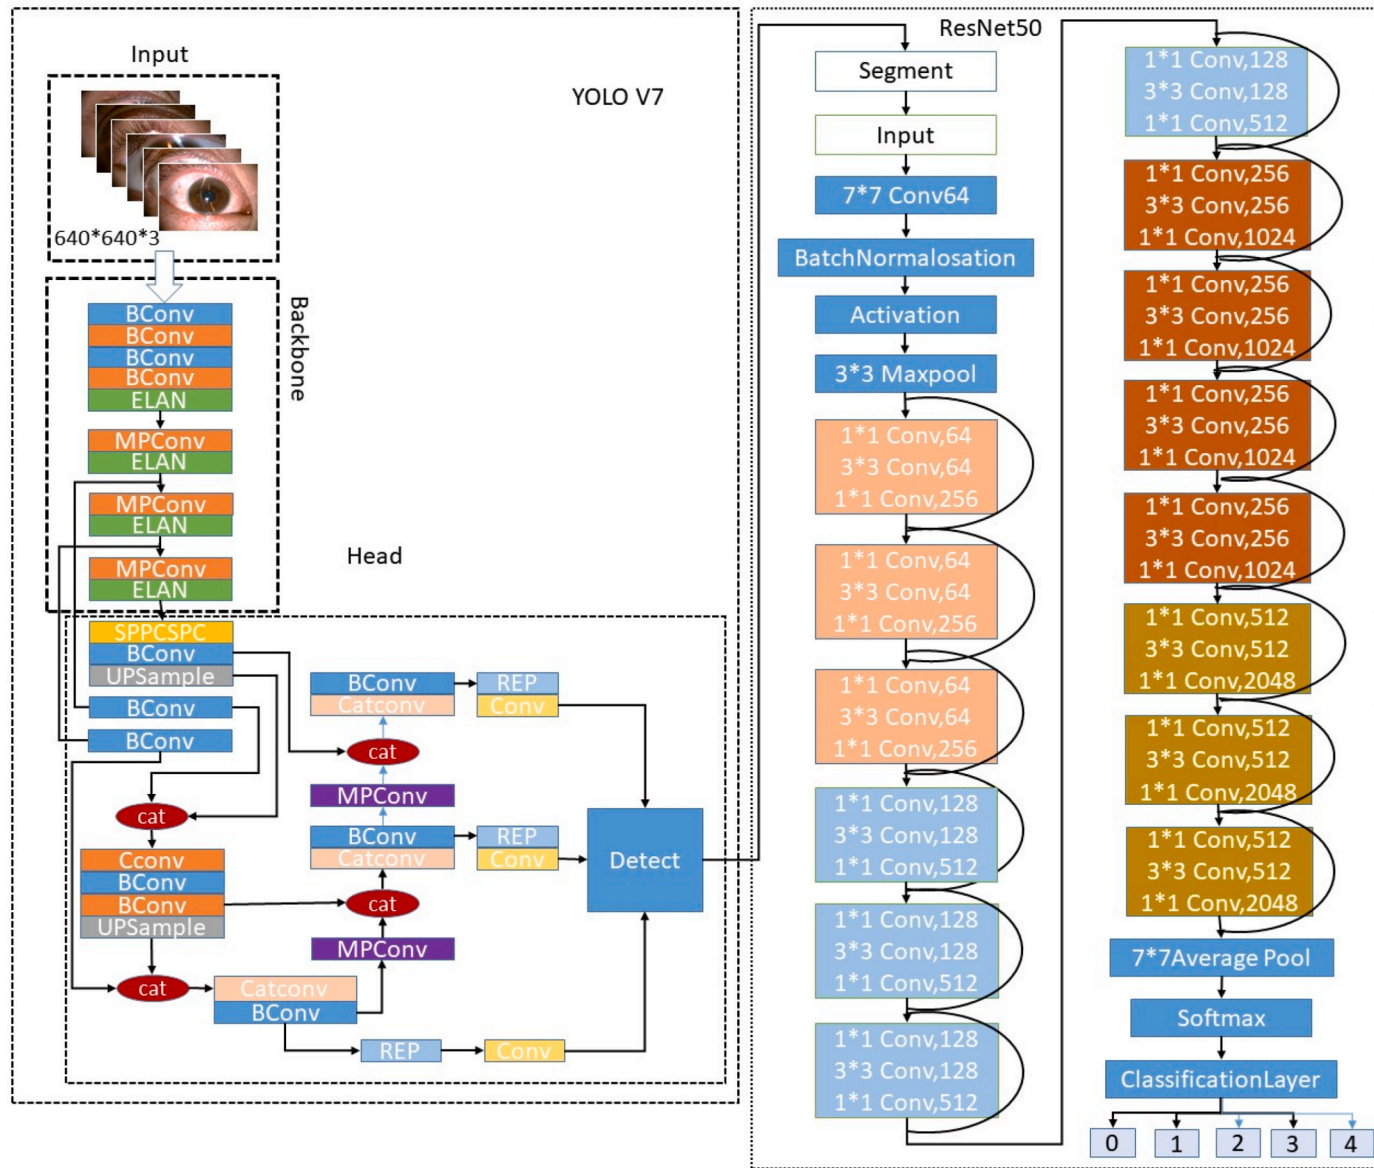 Input
YOLO V7
640*640*3
Backbone
BConv
BConv
BConv
BConv
ELAN
MPConv
ELAN
MPConv
ELAN
MPConv
ELAN
Head
SPPCSPC
BConv
UPSample
BConv
BConv
cat
Cconv
BConv
BConv
UPSample
cat
Catconv
BConv
REP
Conv
BConv
Catconv
REP
Conv
cat
MPConv
BConv
Catconv
REP
Conv
cat
MPConv
Detect
ResNet50
Segment
Input
7*7 Conv64
BatchNormalosation
Activation
3*3 Maxpool
1*1 Conv,64
3*3 Conv,64
1*1 Conv,256
1*1 Conv,64
3*3 Conv,64
1*1 Conv,256
1*1 Conv,64
3*3 Conv,64
1*1 Conv,256
1*1 Conv,128
3*3 Conv,128
1*1 Conv,512
1*1 Conv,128
3*3 Conv,128
1*1 Conv,512
1*1 Conv,128
3*3 Conv,128
1*1 Conv,512
1*1 Conv,128
3*3 Conv,128
1*1 Conv,512
1*1 Conv,256
3*3 Conv,256
1*1 Conv,1024
1*1 Conv,256
3*3 Conv,256
1*1 Conv,1024
1*1 Conv,256
3*3 Conv,256
1*1 Conv,1024
1*1 Conv,256
3*3 Conv,256
1*1 Conv,1024
1*1 Conv,512
3*3 Conv,512
1*1 Conv,2048
1*1 Conv,512
3*3 Conv,512
1*1 Conv,2048
1*1 Conv,512
3*3 Conv,512
1*1 Conv,2048
7*7Average Pool
Softmax
ClassificationLayer
0 1 2 3 4